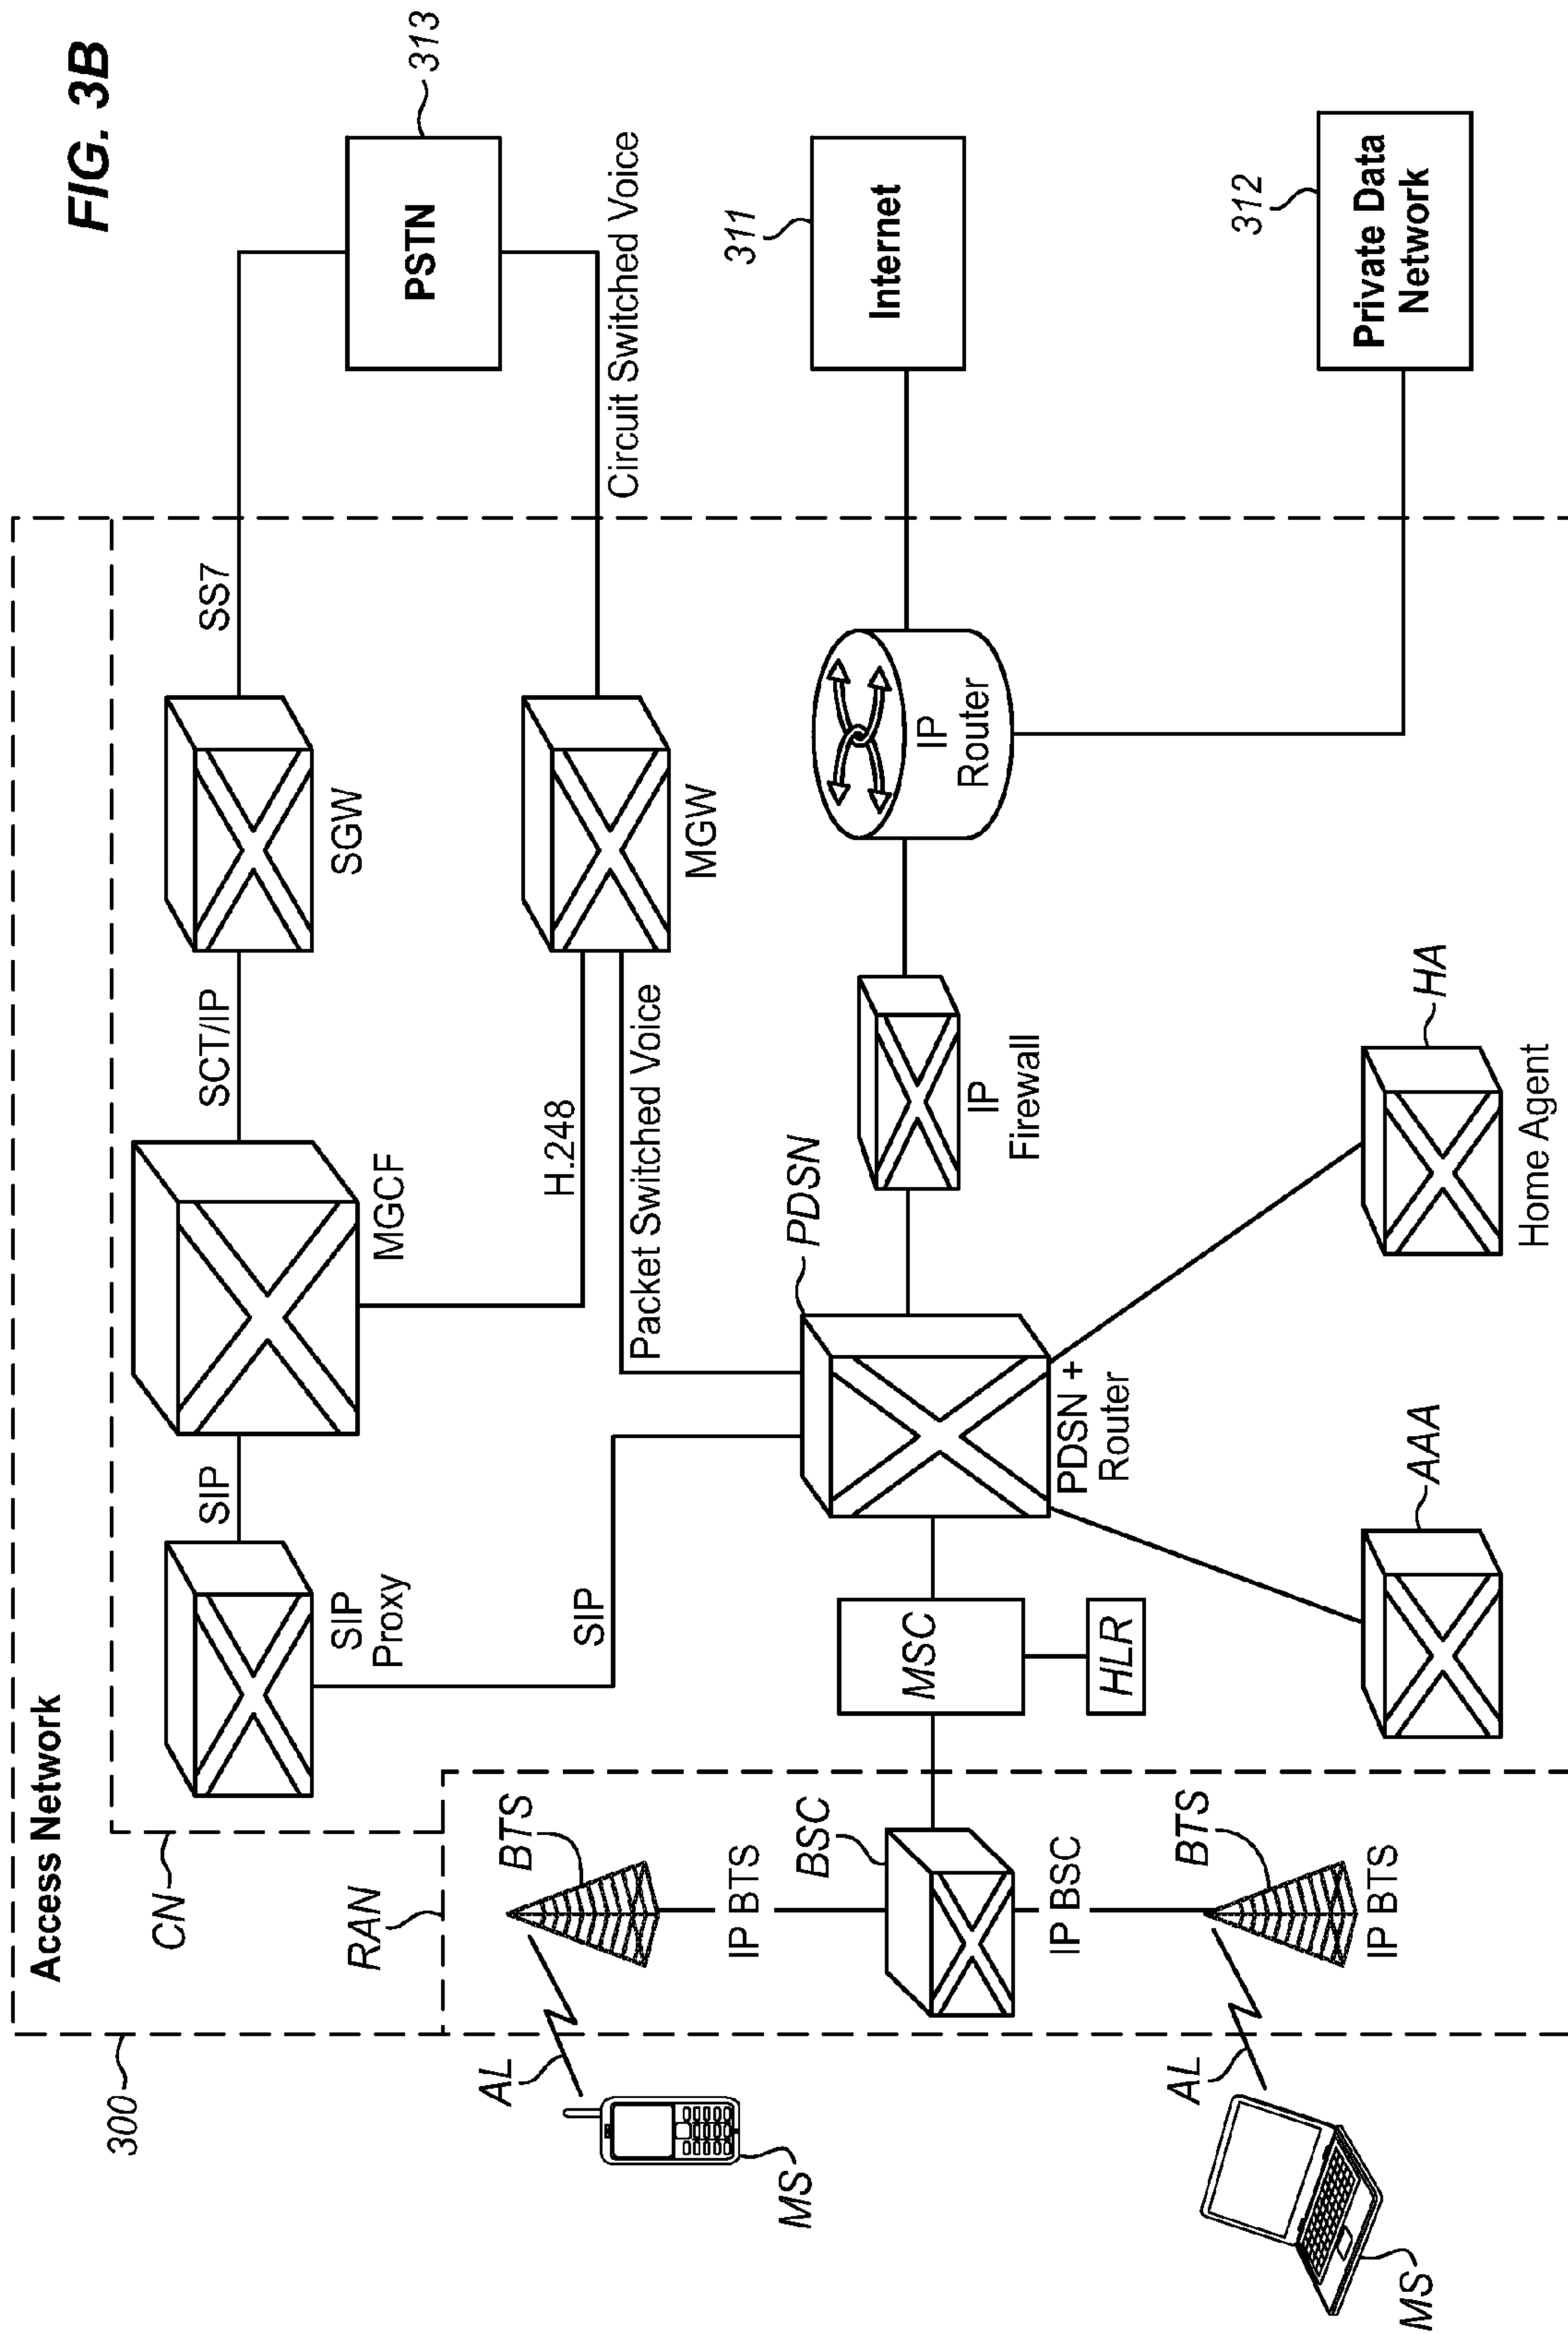 FIG. 3B
Access Network
300
CN
RAN
SIP
Proxy
SIP
MGCF
SCT/IP
SGW
SS7
PSTN
313
SIP
H.248
Packet Switched Voice
MGW
Circuit Switched Voice
AL
MS
BTS
IP BTS
BSC
IP BSC
BTS
IP BTS
AL
MS
MSC
HLR
PDSN
PDSN +
Router
IP
Firewall
IP
Router
311
Internet
312
Private Data
Network
AAA
HA
Home Agent